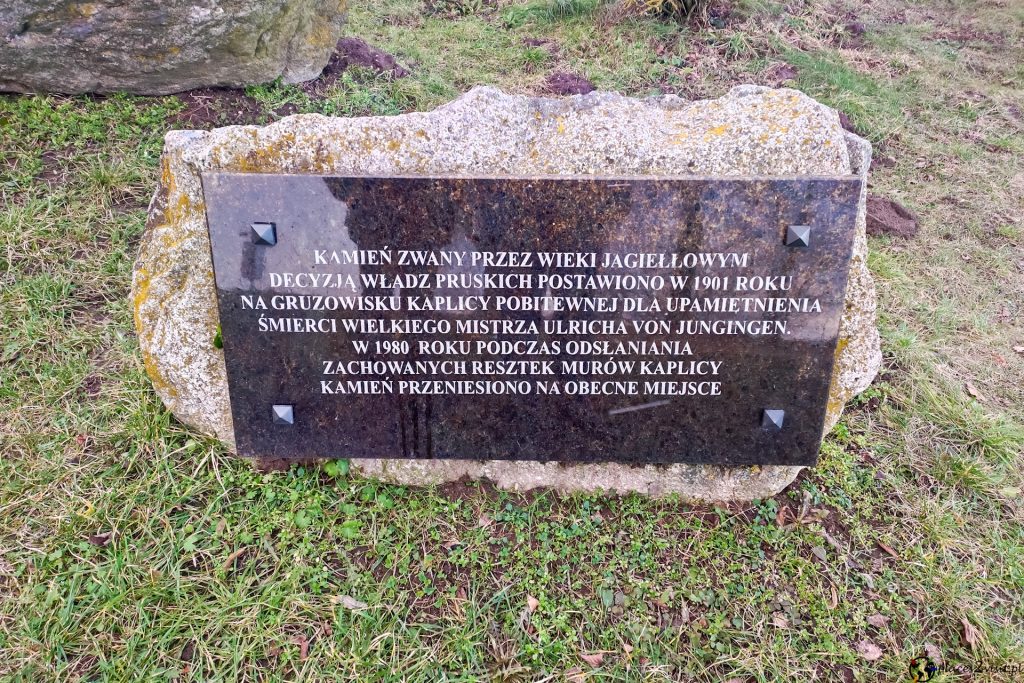 KAMIEŃ ZWANY PRZEZ WIEKI JAGIEŁŁOWYM
DECYZJĄ WŁADZ PRUSKICH POSTAWIONO W 1901 ROKU
NA GRUZOWISKU KAPLICY POBITEWNEJ DLA UPAMIĘTNIENIA
ŚMIERCI WIELKIEGO MISTRZA ULRICHA VON JUNGINGEN.
W 1980 ROKU PODCZAS ODSŁANIANIA
ZACHOWANYCH RESZTEK MURÓW KAPLICY
KAMIEŃ PRZENIESIONO NA OBECNE MIEJSCE